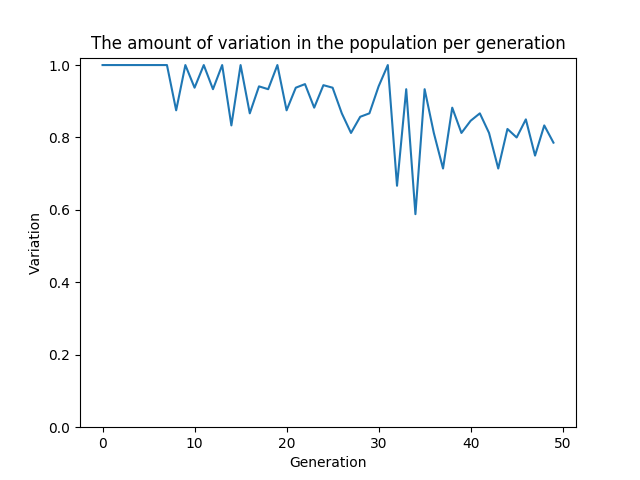 The amount of variation in the population per generation
1.0
0.8
0.6
0.4
0.2
0.0
Variation
0 10 20 30 40 50
Generation